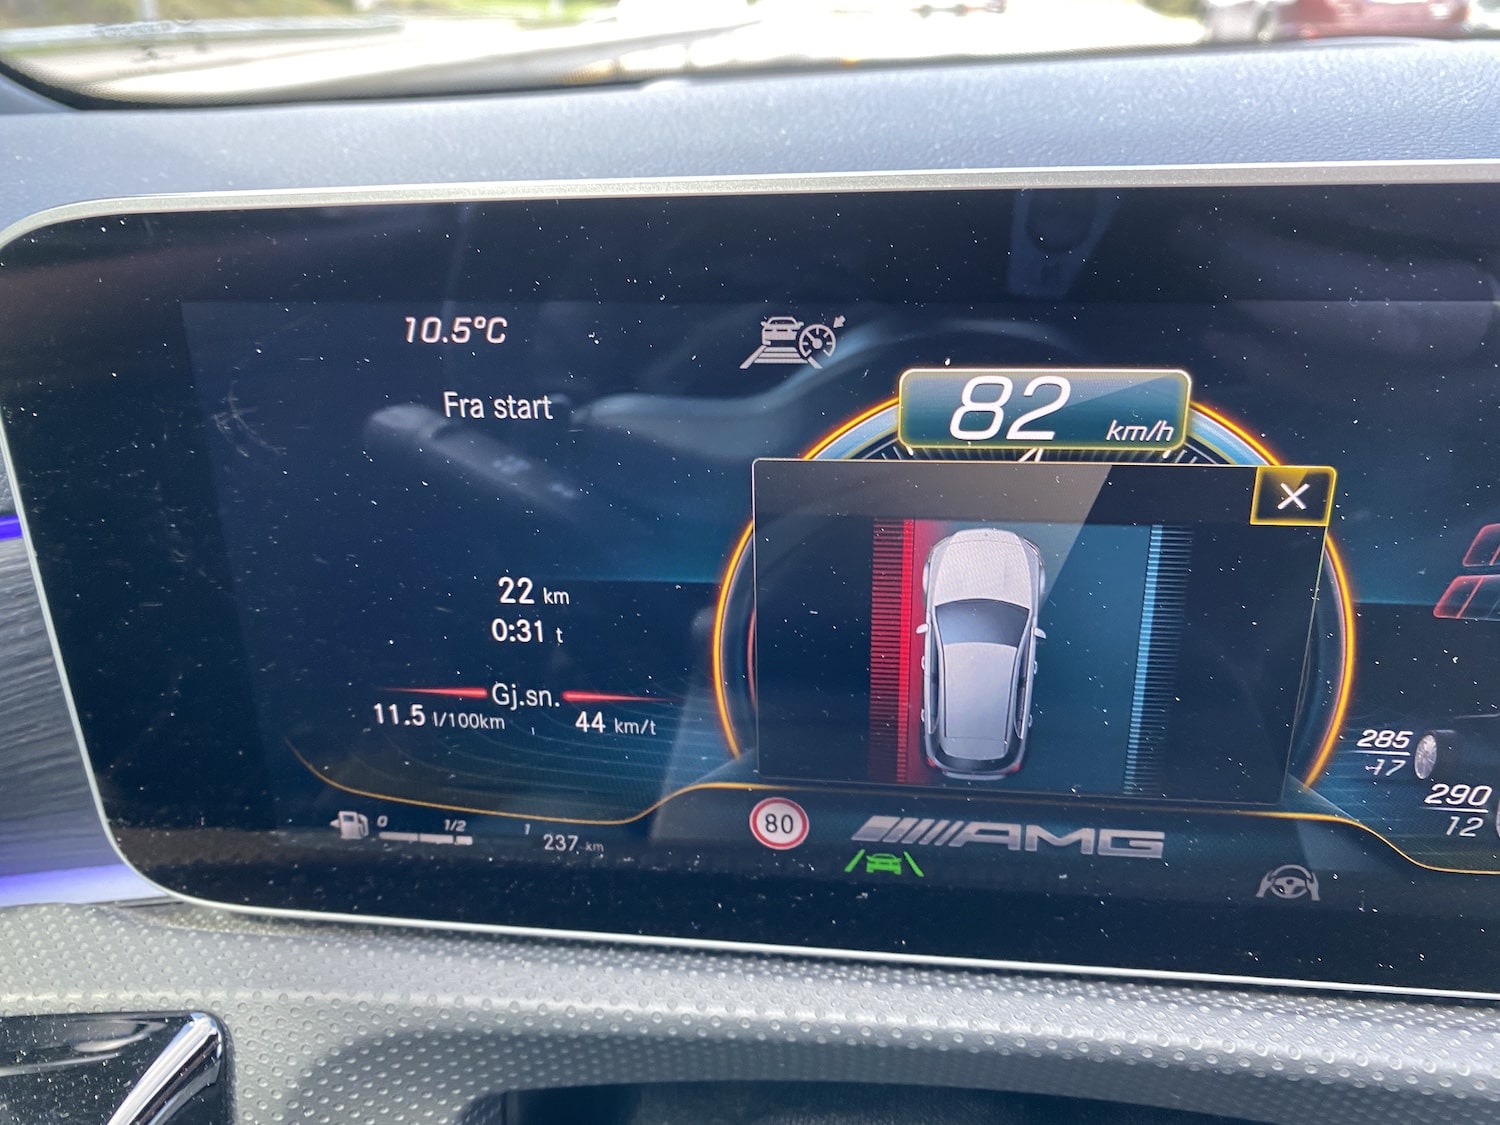 10.5°C
Fra start
82 km/h
22 km
0:31 t
Gj.sn.
11.5 l/100km
44 km/t
0 1/2 1
237 km
80
AMG
285
17
290
12